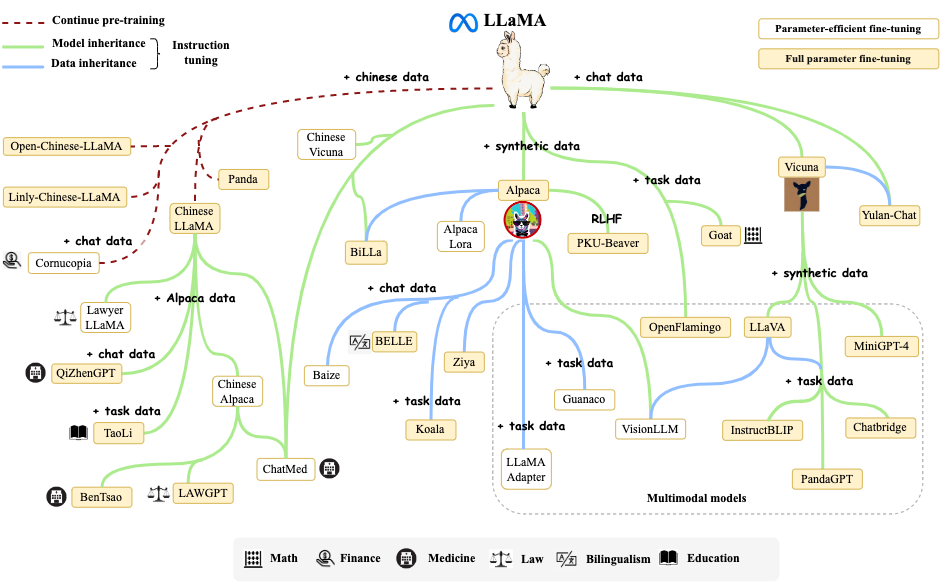 Continue pre-training
Model inheritance
Data inheritance
Instruction
tuning
LLaMA
Parameter-efficient fine-tuning
Full parameter fine-tuning
+ chinese data
+ chat data
Open-Chinese-LLaMA
Chinese
Vicuna
+ synthetic data
Vicuna
Panda
+ task data
Linly-Chinese-LLaMA
Alpaca
Chinese
LLaMA
Yulan-Chat
RLHF
Alpaca
Lora
Goat
PKU-Beaver
+ chat data
BiLLa
Cornucopia
+ synthetic data
+ chat data
+ Alpaca data
Lawyer
LLaMA
OpenFlamingo
LLaVA
BELLE
MiniGPT-4
+ chat data
Ziya
+ task data
QiZhenGPT
Baize
+ task data
Chinese
Alpaca
Guanaco
+ task data
+ task data
+ task data
TaoLi
Koala
VisionLLM
InstructBLIP
Chatbridge
ChatMed
LLaMA
Adapter
PandaGPT
BenTsao
LAWGPT
Multimodal models
Math
Finance
Medicine
Law
Bilingualism
Education